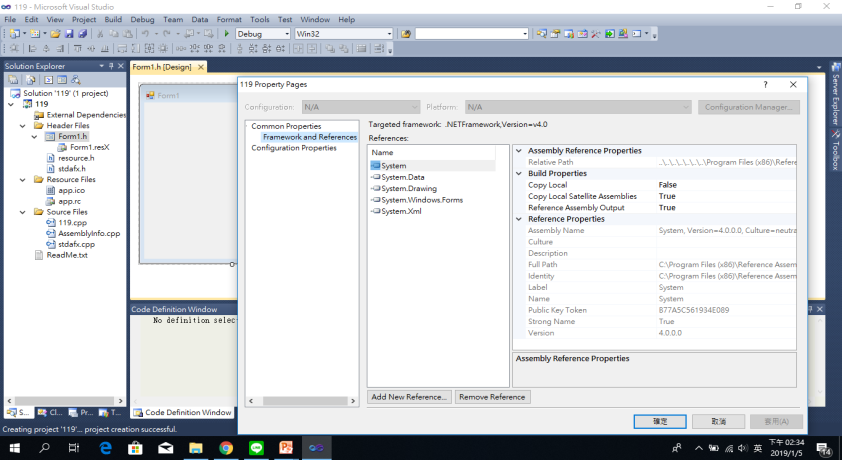 119 - Microsoft Visual Studio
File Edit View Project Build Debug Team Data Format Tools Test Window Help
Debug Win32
Solution Explorer
Form1.h [Design]
Solution '119' (1 project)
119
External Dependencies
Header Files
Form1.h
Form1.resX
resource.h
stdafx.h
Resource Files
app.ico
app.rc
Source Files
119.cpp
AssemblyInfo.cpp
stdafx.cpp
ReadMe.txt
S... Cl... Pr... T...
Form1
Code Definition Window
No definition selec
Code Definition Window
119 Property Pages
Configuration: N/A Platform: N/A Configuration Manager...
Common Properties
Framework and References
Configuration Properties
Targeted framework: .NETFramework,Version=v4.0
References:
Name
System
System.Data
System.Drawing
System.Windows.Forms
System.Xml
Assembly Reference Properties
Relative Path ..\..\..\..\..\..\..\Program Files (x86)\Refere
Build Properties
Copy Local False
Copy Local Satellite Assemblies True
Reference Assembly Output True
Reference Properties
Assembly Name System, Version=4.0.0.0, Culture=neutra
Culture
Description
Full Path C:\Program Files (x86)\Reference Assem
Identity C:\Program Files (x86)\Reference Assem
Label System
Name System
Public Key Token B77A5C561934E089
Strong Name True
Version 4.0.0.0
Assembly Reference Properties
Add New Reference... Remove Reference
確定 取消 套用(A)
Server Explorer
Toolbox
Creating project '119'... project creation successful.
英
下午 02:34
2019/1/5
14